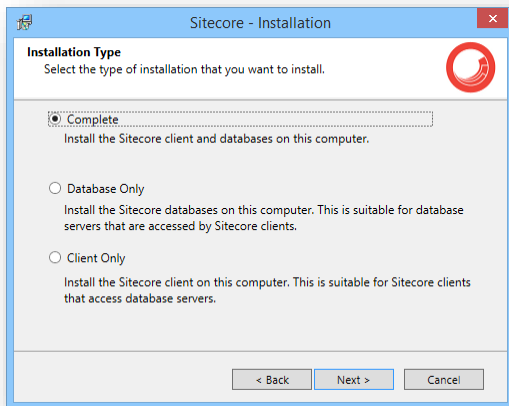 Sitecore - Installation
Installation Type
Select the type of installation that you want to install.
Complete
Install the Sitecore client and databases on this computer.
Database Only
Install the Sitecore databases on this computer. This is suitable for database
servers that are accessed by Sitecore clients.
Client Only
Install the Sitecore client on this computer. This is suitable for Sitecore clients
that access database servers.
< Back
Next >
Cancel